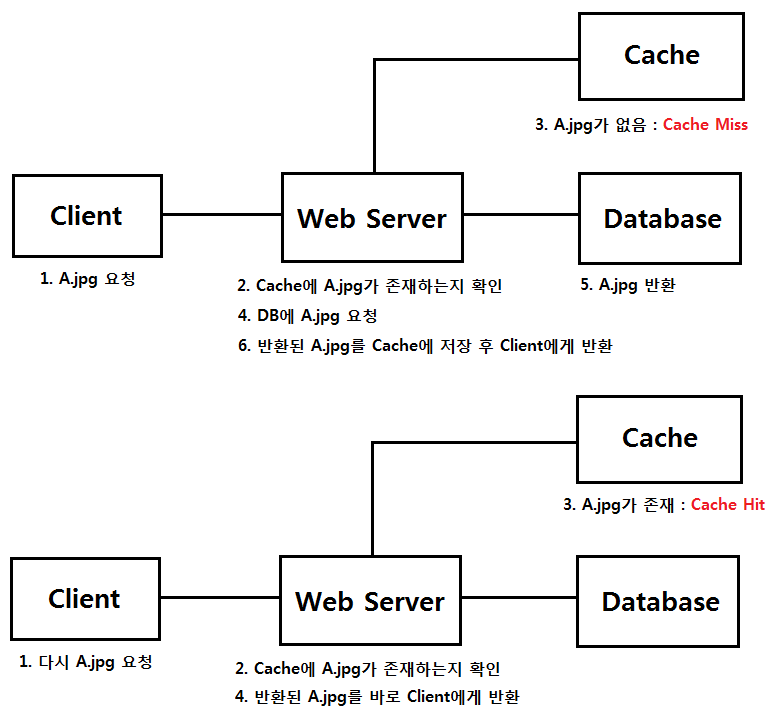 Cache
3. A.jpg가 없음 : Cache Miss
Client
Web Server
Database
1. A.jpg 요청
2. Cache에 A.jpg가 존재하는지 확인
5. A.jpg 반환
4. DB에 A.jpg 요청
6. 반환된 A.jpg를 Cache에 저장 후 Client에게 반환
Cache
3. A.jpg가 존재 : Cache Hit
Client
Web Server
Database
1. 다시 A.jpg 요청
2. Cache에 A.jpg가 존재하는지 확인
4. 반환된 A.jpg를 바로 Client에게 반환